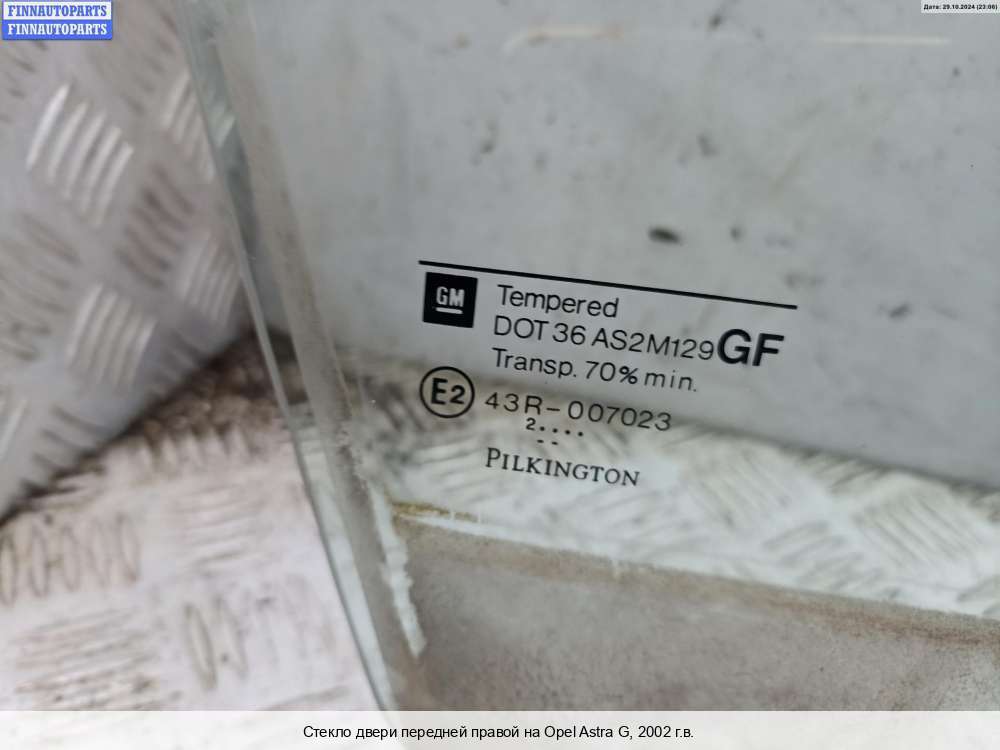 FINNAUTOPARTS
FINNAUTOPARTS
Дата: 29.10.2024 (23:06)
GM
Tempered
DOT 36 AS2M129 GF
Transp. 70% min.
E2 43R-007023
2....
--
PILKINGTON
Стекло двери передней правой на Opel Astra G, 2002 г.в.